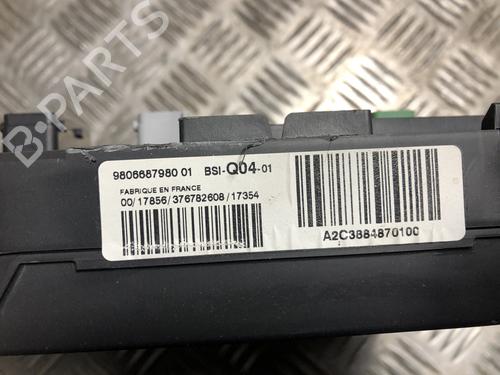 B-PARTS
9806687980 01 BSI-Q04-01
FABRIQUE EN FRANCE
00/17856/376782608/17354
A2C3884870100